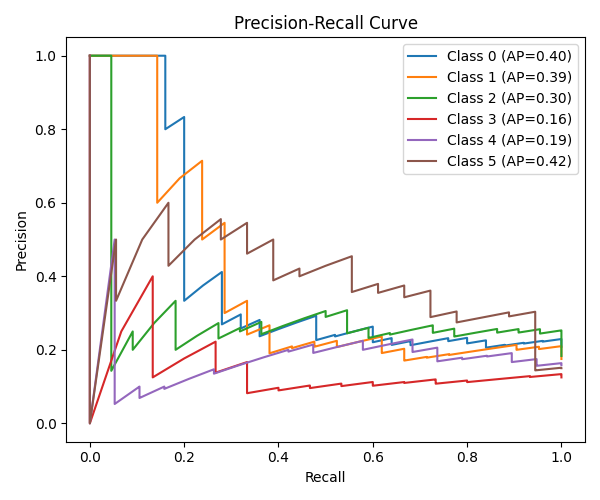 Precision-Recall Curve
Class 0 (AP=0.40)
Class 1 (AP=0.39)
Class 2 (AP=0.30)
Class 3 (AP=0.16)
Class 4 (AP=0.19)
Class 5 (AP=0.42)
Precision
1.0
0.8
0.6
0.4
0.2
0.0
0.0 0.2 0.4 0.6 0.8 1.0
Recall